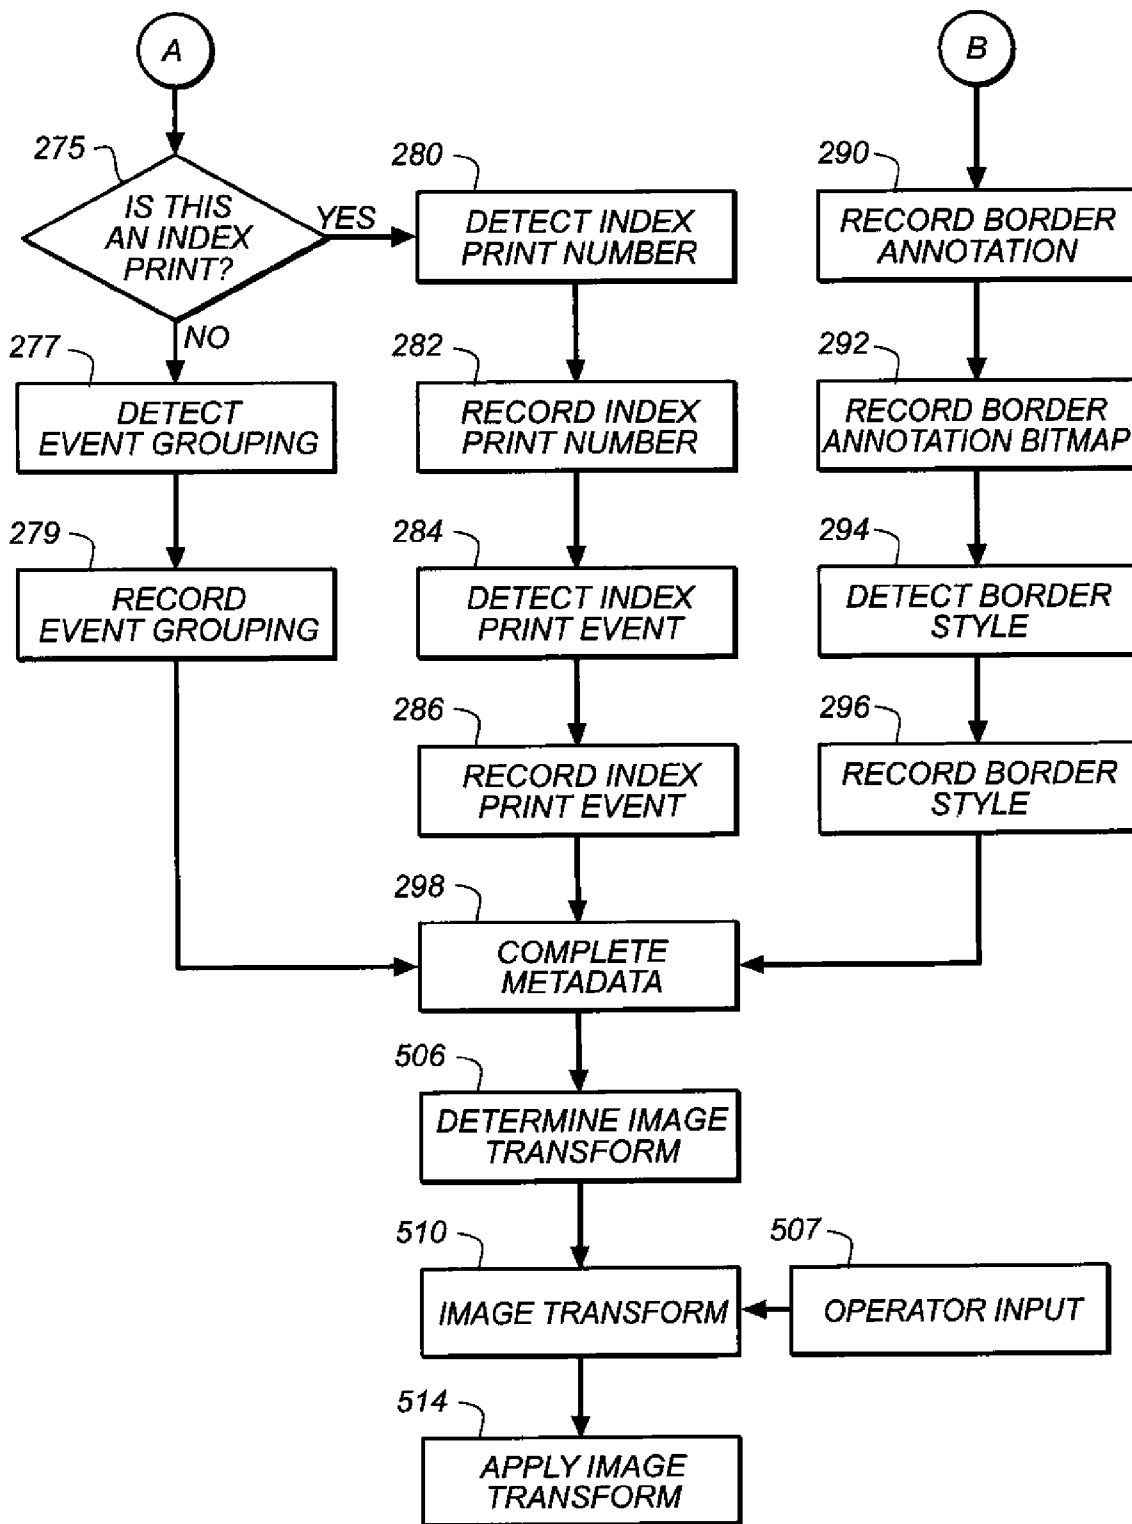 A
B
275
IS THIS
AN INDEX
PRINT?
YES
NO
280
DETECT INDEX
PRINT NUMBER
290
RECORD BORDER
ANNOTATION
277
DETECT
EVENT GROUPING
282
RECORD INDEX
PRINT NUMBER
292
RECORD BORDER
ANNOTATION BITMAP
279
RECORD
EVENT GROUPING
284
DETECT INDEX
PRINT EVENT
294
DETECT BORDER
STYLE
286
RECORD INDEX
PRINT EVENT
296
RECORD BORDER
STYLE
298
COMPLETE
METADATA
506
DETERMINE IMAGE
TRANSFORM
510
IMAGE TRANSFORM
507
OPERATOR INPUT
514
APPLY IMAGE
TRANSFORM